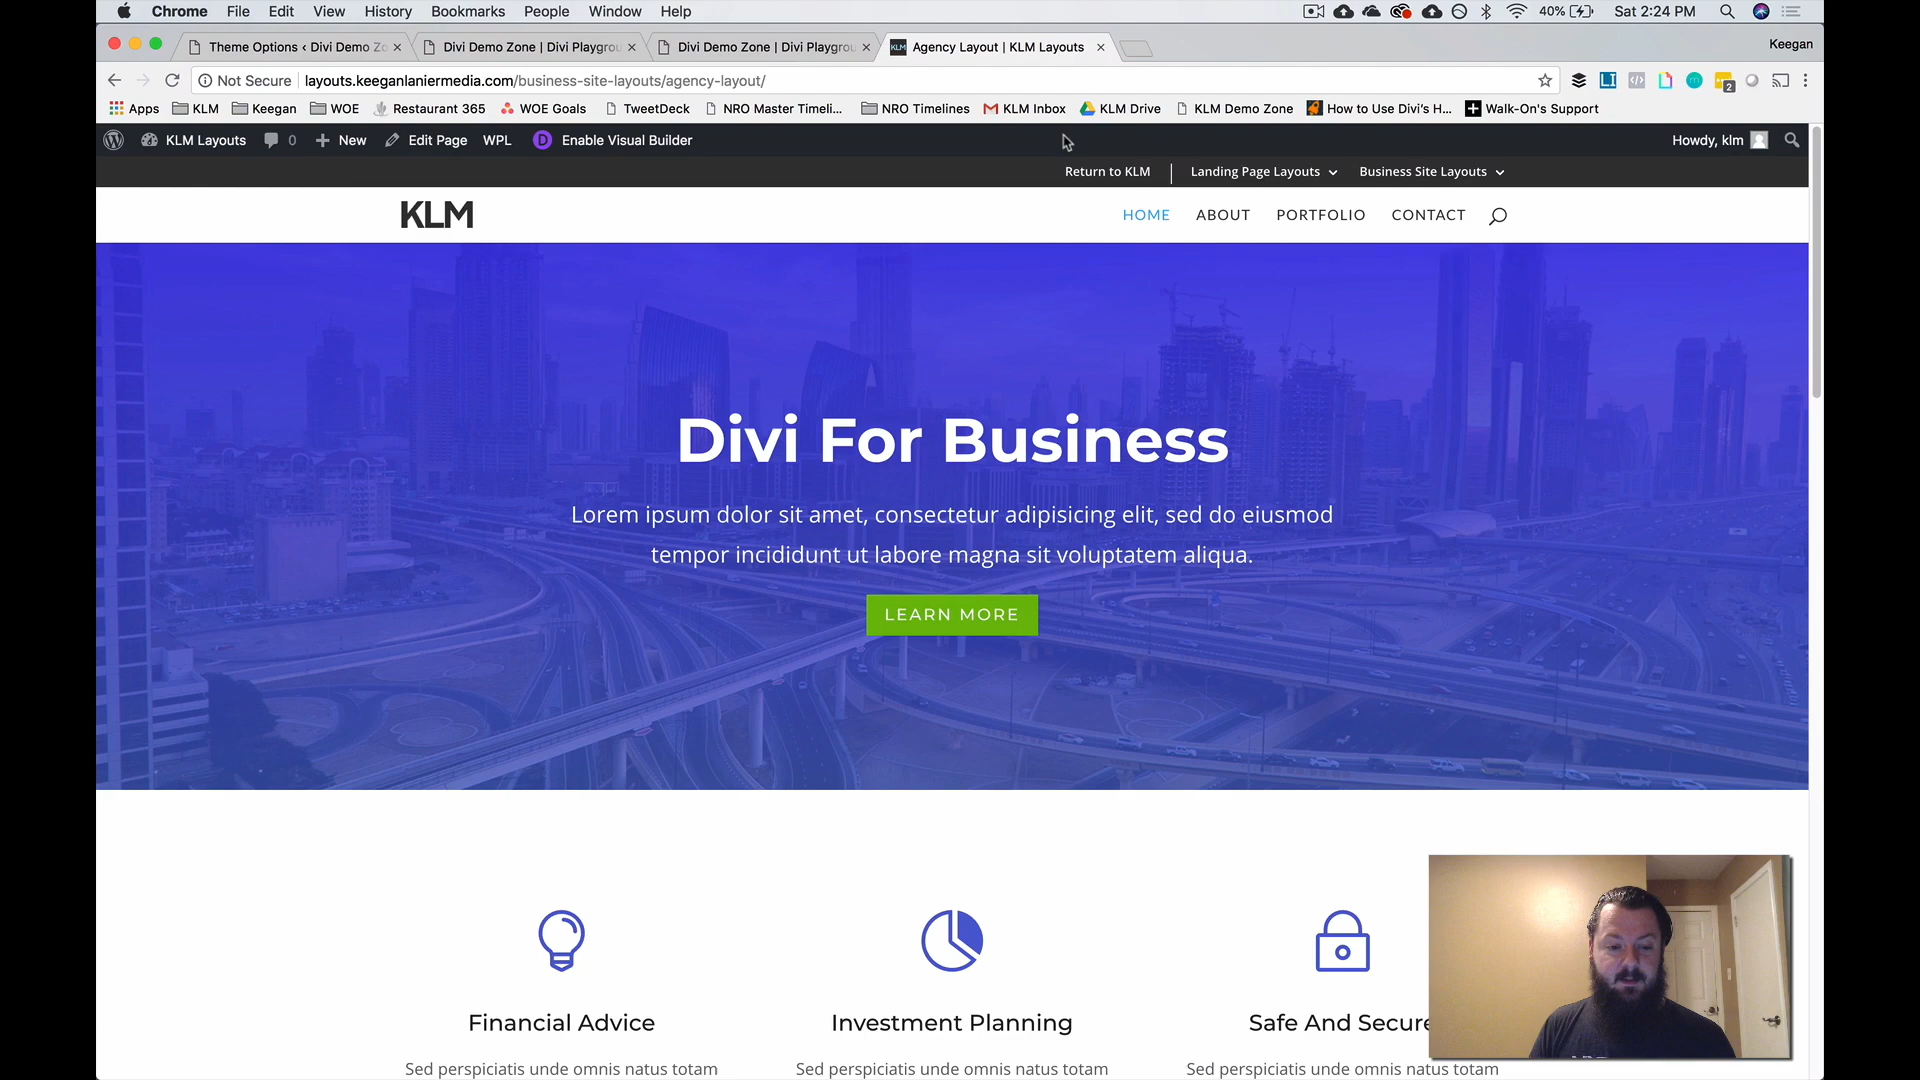 Chrome File Edit View History Bookmarks People Window Help 40% Sat 2:24 PM
Theme Options ‹ Divi Demo Zo Divi Demo Zone | Divi Playgrou Divi Demo Zone | Divi Playgrou KLM Agency Layout | KLM Layouts Keegan
Not Secure layouts.keeganlaniermedia.com/business-site-layouts/agency-layout/ 2
Apps KLM Keegan WOE Restaurant 365 WOE Goals TweetDeck NRO Master Timeli... NRO Timelines KLM Inbox KLM Drive KLM Demo Zone How to Use Divi's H... Walk-On's Support
KLM Layouts 0 New Edit Page WPL D Enable Visual Builder Howdy, klm
Return to KLM Landing Page Layouts Business Site Layouts
KLM HOME ABOUT PORTFOLIO CONTACT
Divi For Business
Lorem ipsum dolor sit amet, consectetur adipisicing elit, sed do eiusmod
tempor incididunt ut labore magna sit voluptatem aliqua.
LEARN MORE
Financial Advice Investment Planning Safe And Secure
Sed perspiciatis unde omnis natus totam Sed perspiciatis unde omnis natus totam Sed perspiciatis unde omnis natus totam